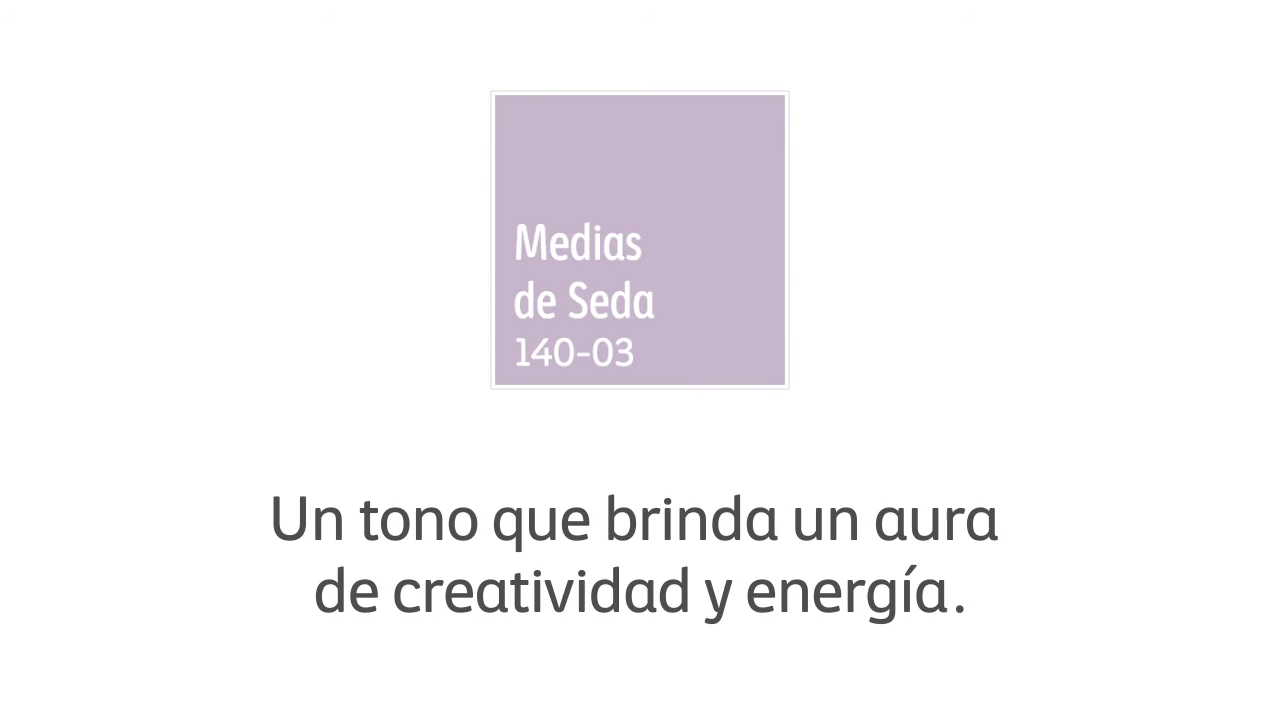 Medias
de Seda
140-03
Un tono que brinda un aura
de creatividad y energía.